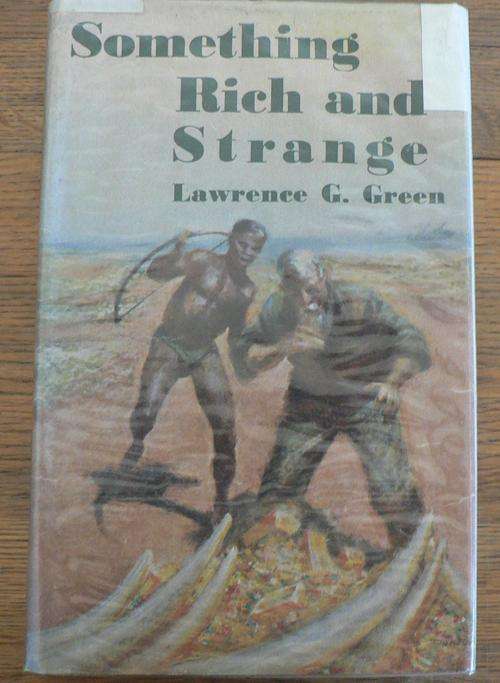 Something
Rich and
Strange
Lawrence G. Green